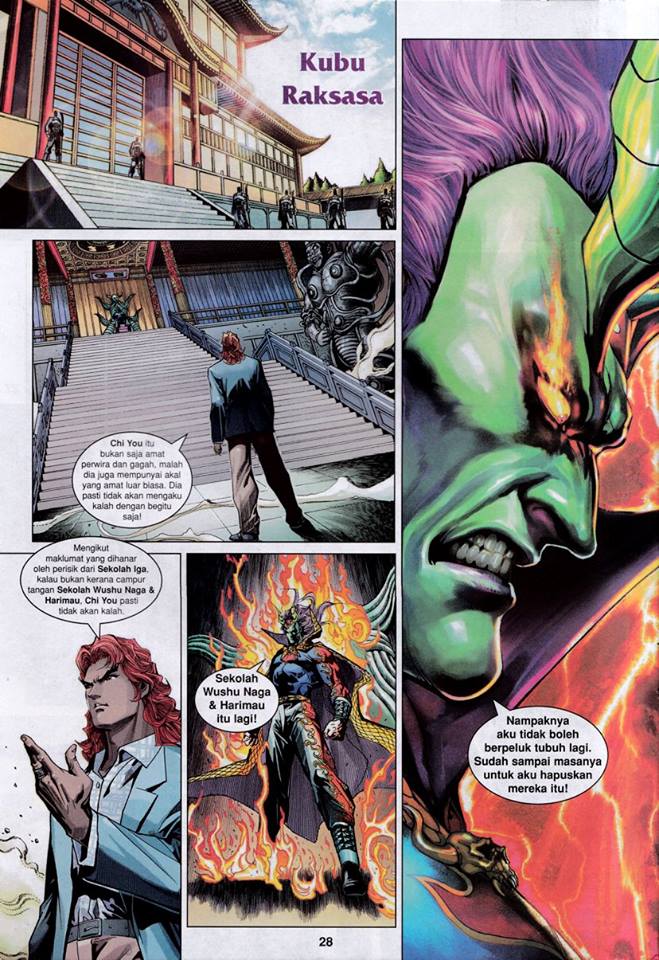 Kubu
Raksasa
Chi You itu
bukan saja amat
perwira dan gagah, malah
dia juga mempunyai akal
yang amat luar biasa. Dia
pasti tidak akan mengaku
kalah dengan begitu
saja!
Mengikut
maklumat yang dihanar
oleh perisik dari Sekolah Iga,
kalau bukan kerana campur
tangan Sekolah Wushu Naga &
Harimau, Chi You pasti
tidak akan kalah.
Sekolah
Wushu Naga
& Harimau
itu lagi!
Nampaknya
aku tidak boleh
berpeluk tubuh lagi.
Sudah sampai masanya
untuk aku hapuskan
mereka itu!
28